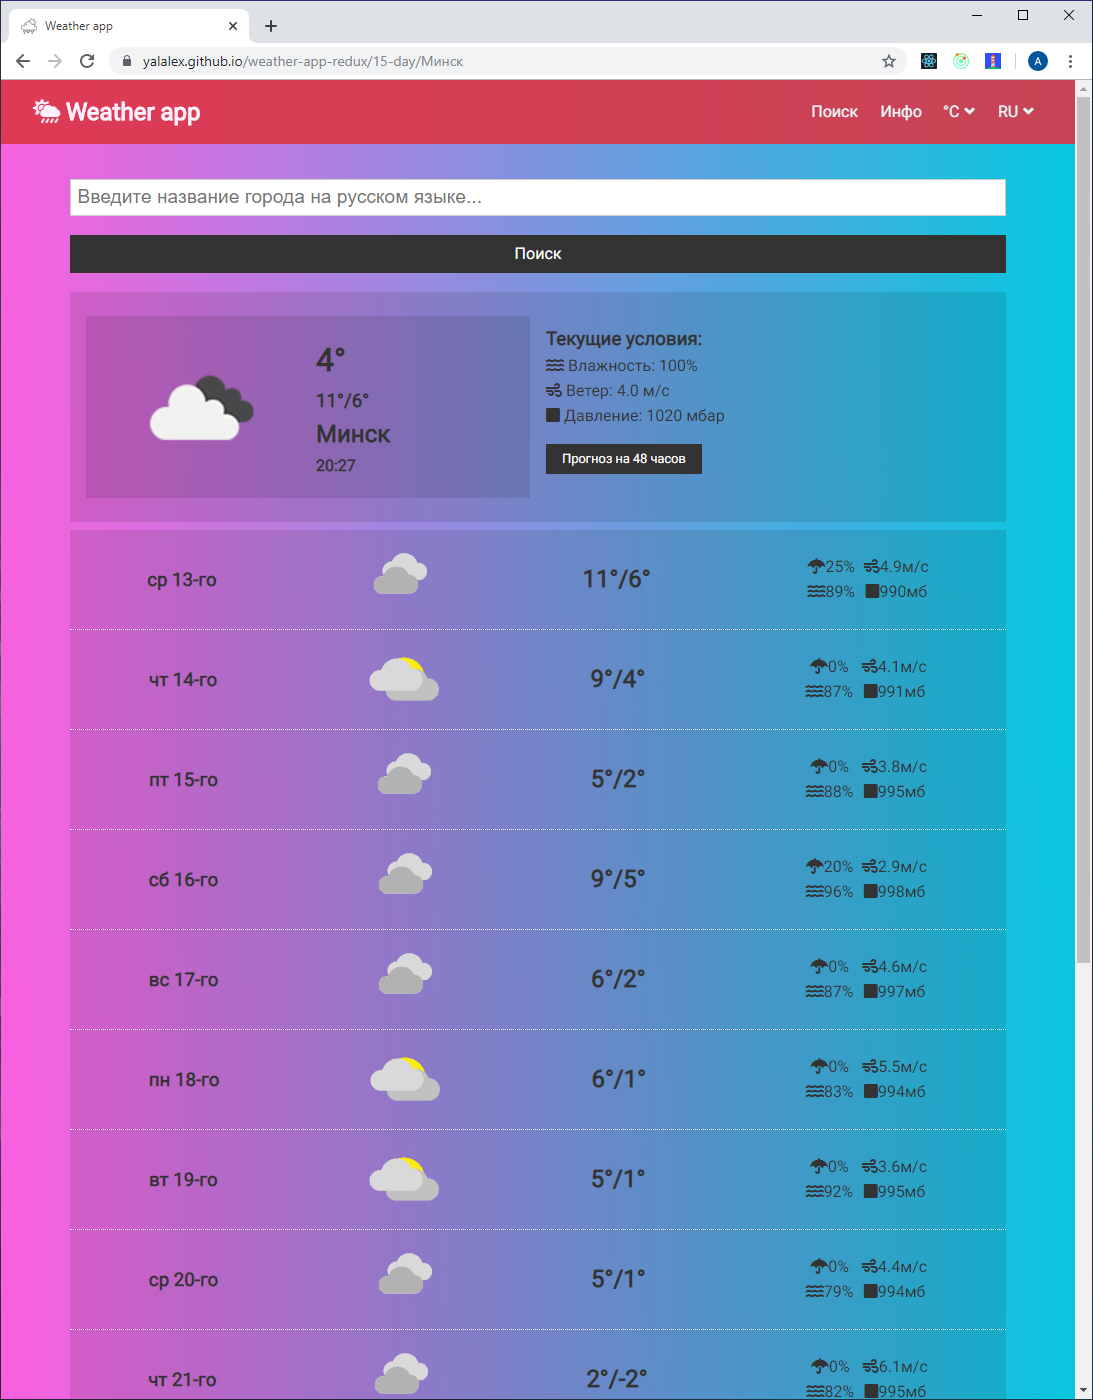 Weather app
yalalex.github.io/weather-app-redux/15-day/Минск
A
Weather app
Поиск Инфо °C RU
Введите название города на русском языке...
Поиск
4°
11°/6°
Минск
20:27
Текущие условия:
Влажность: 100%
Ветер: 4.0 м/с
Давление: 1020 мбар
Прогноз на 48 часов
ср 13-го 11°/6° 25% 4.9м/с
89% 990мб
чт 14-го 9°/4° 0% 4.1м/с
87% 991мб
пт 15-го 5°/2° 0% 3.8м/с
88% 995мб
сб 16-го 9°/5° 20% 2.9м/с
96% 998мб
вс 17-го 6°/2° 0% 4.6м/с
87% 997мб
пн 18-го 6°/1° 0% 5.5м/с
83% 994мб
вт 19-го 5°/1° 0% 3.6м/с
92% 995мб
ср 20-го 5°/1° 0% 4.4м/с
79% 994мб
чт 21-го 2°/-2° 0% 6.1м/с
82% 995мб